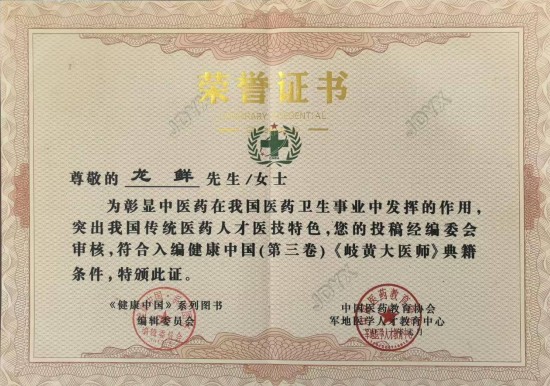 荣誉证书
HONORARY CREDENTIAL
尊敬的 龙鲜 先生/女士
为彰显中医药在我国医药卫生事业中发挥的作用，
突出我国传统医药人才医技特色，您的投稿经编委会
审核，符合入编健康中国(第三卷)《岐黄大医师》典籍
条件，特颁此证。
《健康中国》系列图书 中国医药教育协会
编辑委员会 军地医学人才教育中心
JDYX
JDYX
JDYX
JDYX